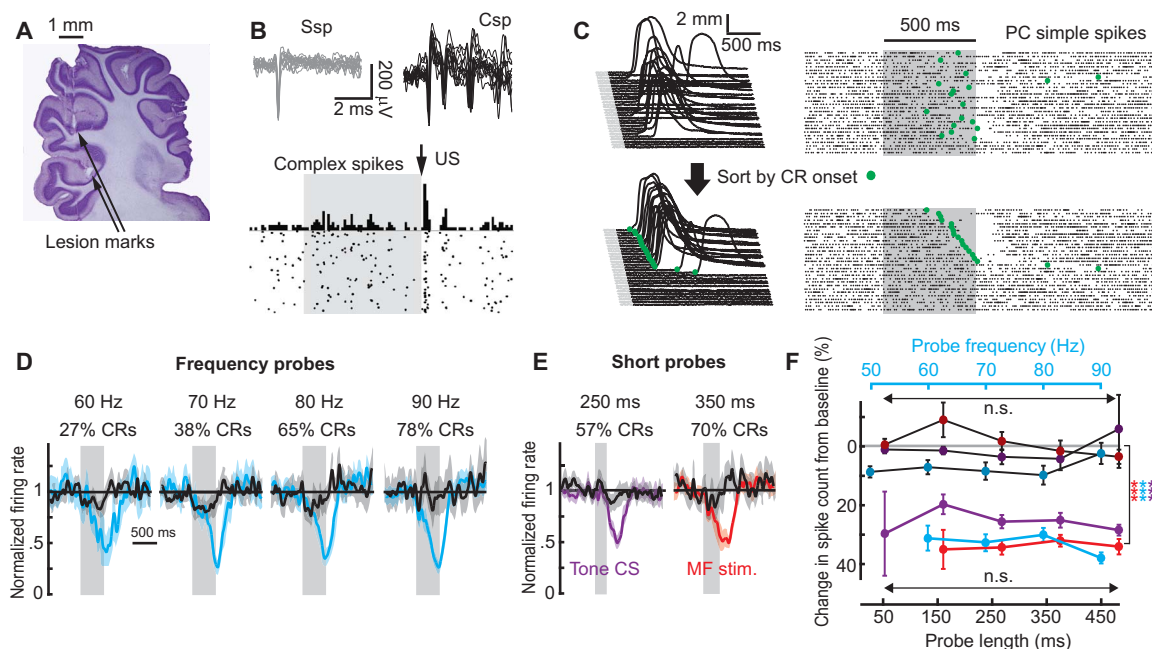 A
1 mm
Lesion marks
B
Ssp
Csp
200 µV
2 ms
Complex spikes
US
C
2 mm
500 ms
500 ms
PC simple spikes
Sort by CR onset
D
Frequency probes
60 Hz
70 Hz
80 Hz
90 Hz
27% CRs
38% CRs
65% CRs
78% CRs
Normalized firing rate
1
.5
0
500 ms
E
Short probes
250 ms
350 ms
57% CRs
70% CRs
Normalized firing rate
1
.5
0
Tone CS
MF stim.
F
Probe frequency (Hz)
50 60 70 80 90
n.s.
Change in spike count from baseline (%)
0
20
40
***
***
***
n.s.
50 150 250 350 450
Probe length (ms)